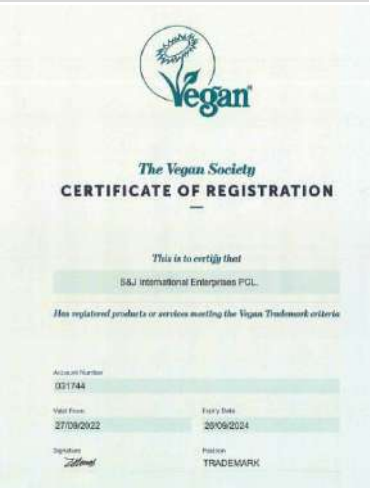 Vegan
The Vegan Society
CERTIFICATE OF REGISTRATION
This is to certify that
S&J International Enterprises PCL.
Has registered products or services meeting the Vegan Trademark criteria
Account Number
001744
Valid From
Expiry Date
27/09/2022
26/09/2024
Signature
Position
TRADEMARK